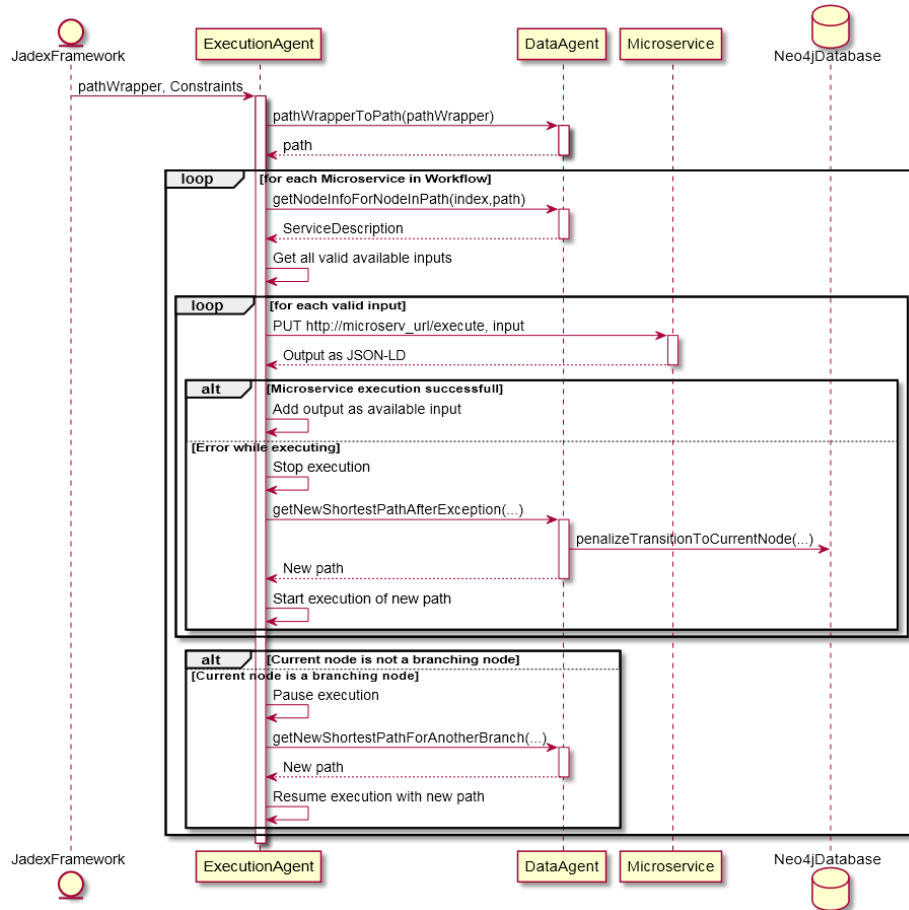 JadexFramework
ExecutionAgent
DataAgent
Microservice
Neo4jDatabase
pathWrapper, Constraints
pathWrapperToPath(pathWrapper)
path
loop [for each Microservice in Workflow]
getNodeInfoForNodeInPath(index,path)
ServiceDescription
Get all valid available inputs
loop [for each valid input]
PUT http://microserv_url/execute, input
Output as JSON-LD
alt [Microservice execution successfull]
Add output as available input
[Error while executing]
Stop execution
getNewShortestPathAfterException(...)
penalizeTransitionToCurrentNode(...)
New path
Start execution of new path
alt [Current node is not a branching node]
[Current node is a branching node]
Pause execution
getNewShortestPathForAnotherBranch(...)
New path
Resume execution with new path
JadexFramework
ExecutionAgent
DataAgent
Microservice
Neo4jDatabase